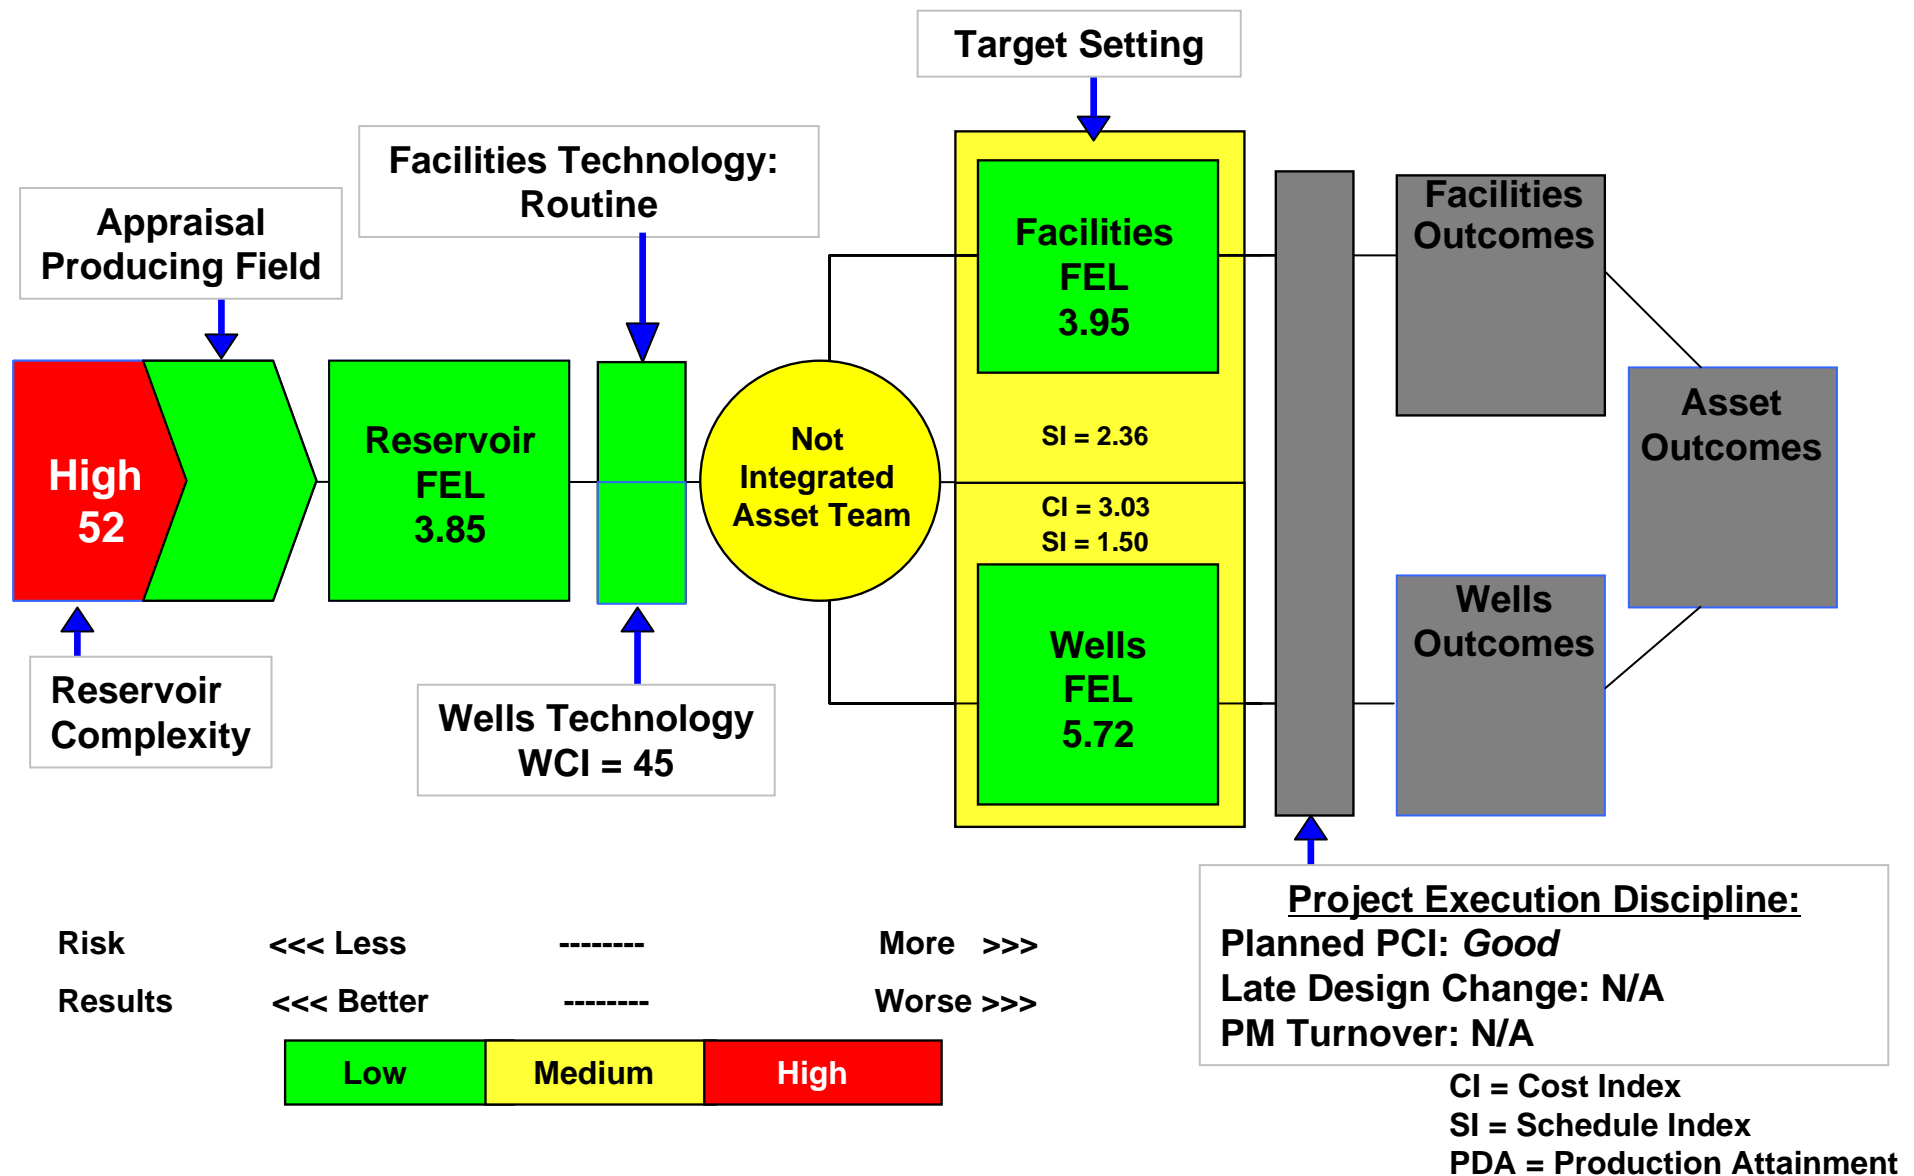 Target Setting
Facilities Technology:
Routine
Appraisal
Producing Field
High
52
Reservoir
FEL
3.85
Not
Integrated
Asset Team
Facilities
FEL
3.95
SI = 2.36
CI = 3.03
SI = 1.50
Wells
FEL
5.72
Facilities
Outcomes
Asset
Outcomes
Wells
Outcomes
Reservoir
Complexity
Wells Technology
WCI = 45
Project Execution Discipline:
Planned PCI: Good
Late Design Change: N/A
PM Turnover: N/A
Risk <<< Less -------- More >>>
Results <<< Better -------- Worse >>>
Low Medium High
CI = Cost Index
SI = Schedule Index
PDA = Production Attainment